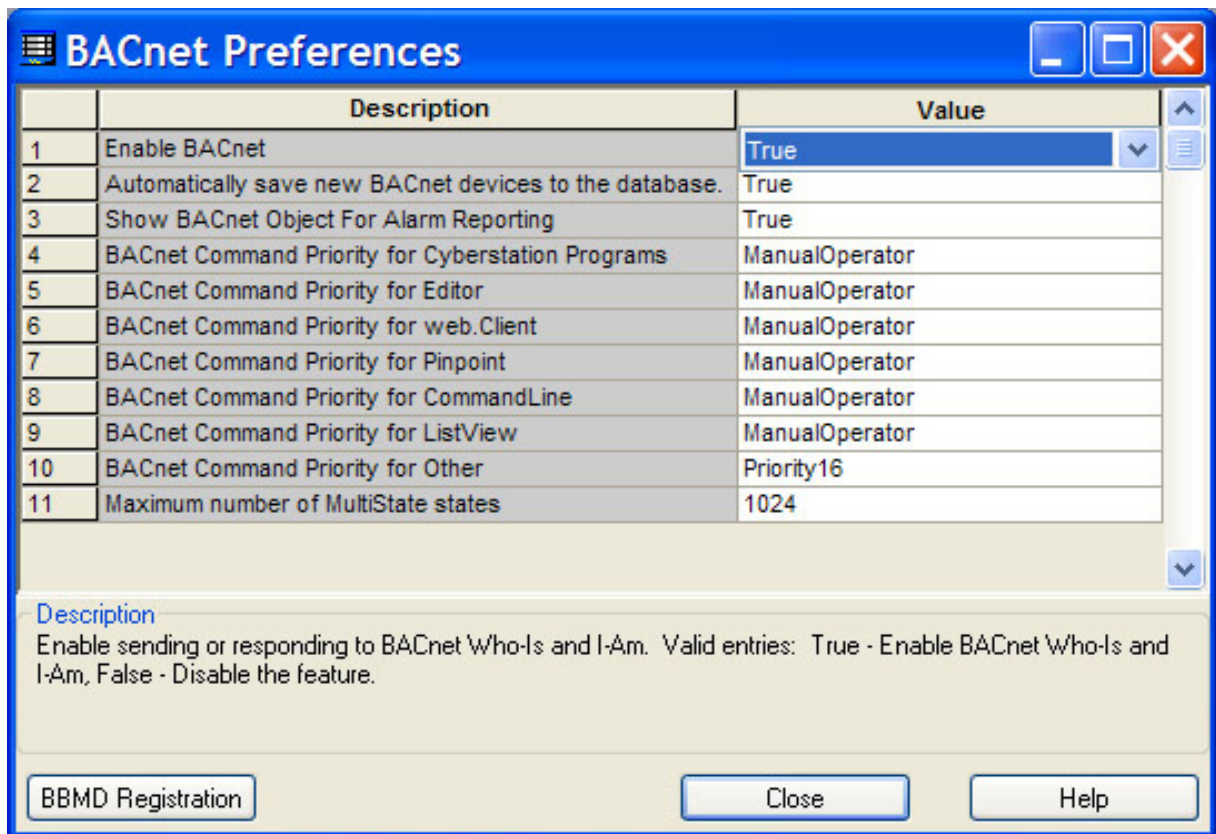 BACnet Preferences
Description Value
1 Enable BACnet True
2 Automatically save new BACnet devices to the database. True
3 Show BACnet Object For Alarm Reporting True
4 BACnet Command Priority for Cyberstation Programs ManualOperator
5 BACnet Command Priority for Editor ManualOperator
6 BACnet Command Priority for web.Client ManualOperator
7 BACnet Command Priority for Pinpoint ManualOperator
8 BACnet Command Priority for CommandLine ManualOperator
9 BACnet Command Priority for ListView ManualOperator
10 BACnet Command Priority for Other Priority16
11 Maximum number of MultiState states 1024
Description
Enable sending or responding to BACnet Who-Is and I-Am. Valid entries: True - Enable BACnet Who-Is and
I-Am, False - Disable the feature.
BBMD Registration Close Help